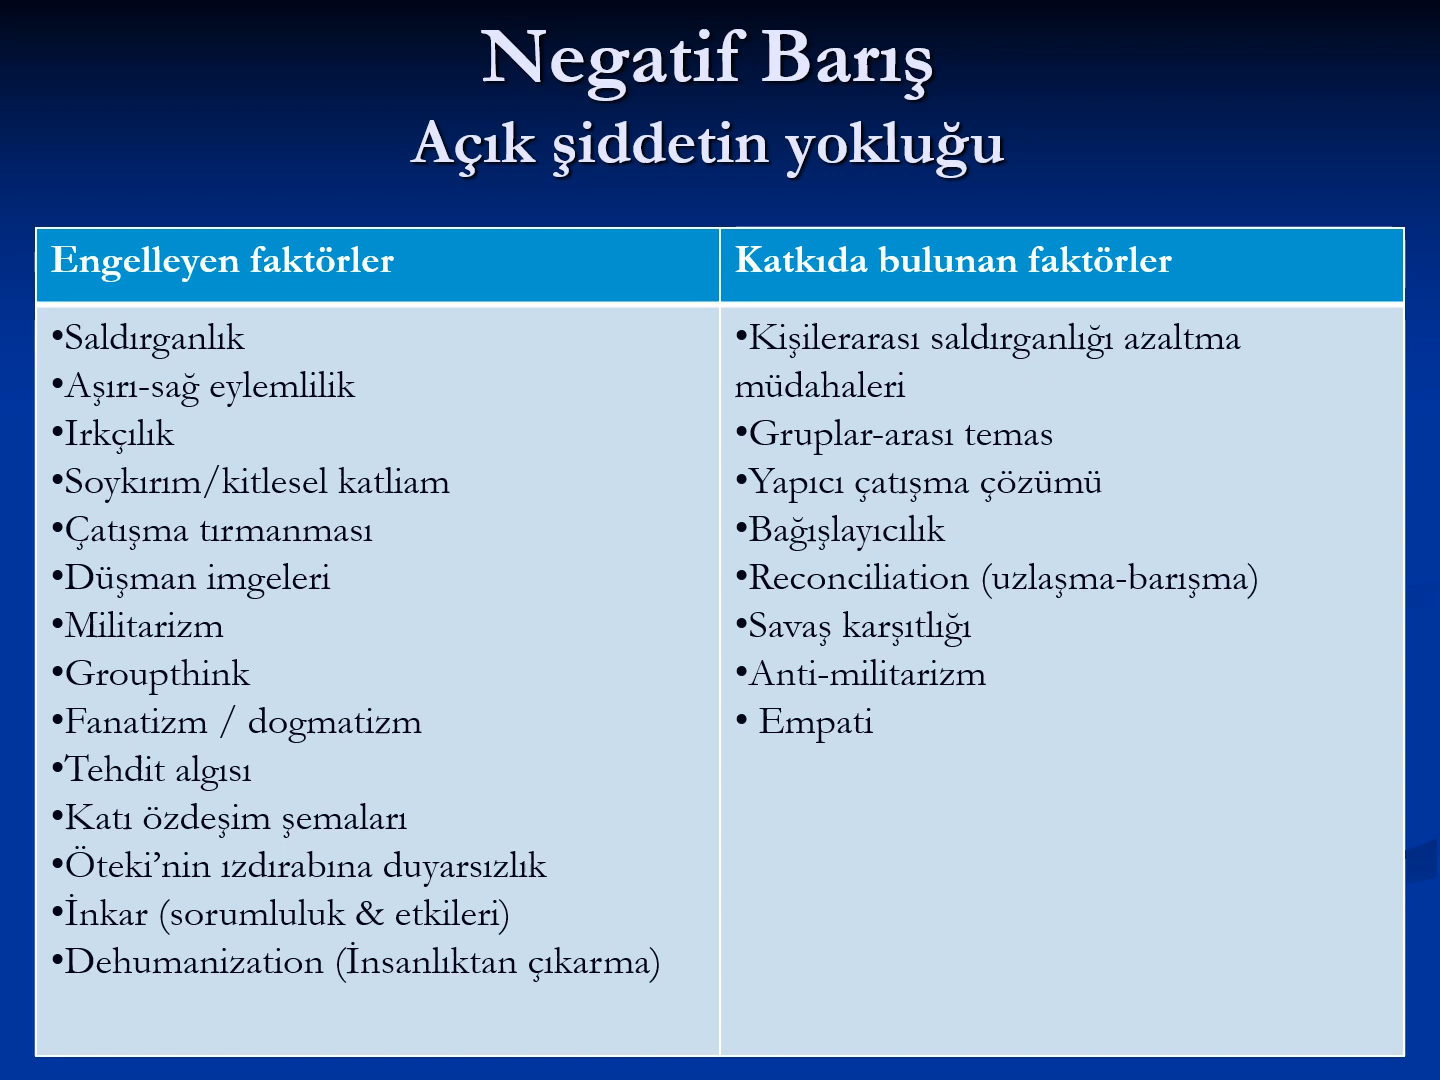 Negatif Barış
Açık şiddetin yokluğu
Engelleyen faktörler
•Saldırganlık
•Aşırı-sağ eylemlilik
•Irkçılık
•Soykırım/kitlesel katliam
•Çatışma tırmanması
•Düşman imgeleri
•Militarizm
•Groupthink
•Fanatizm / dogmatizm
•Tehdit algısı
•Katı özdeşim şemaları
•Öteki’nin ızdırabına duyarsızlık
•İnkar (sorumluluk & etkileri)
•Dehumanization (İnsanlıktan çıkarma)
Katkıda bulunan faktörler
•Kişilerarası saldırganlığı azaltma
müdahaleri
•Gruplar-arası temas
•Yapıcı çatışma çözümü
•Bağışlayıcılık
•Reconciliation (uzlaşma-barışma)
•Savaş karşıtlığı
•Anti-militarizm
• Empati